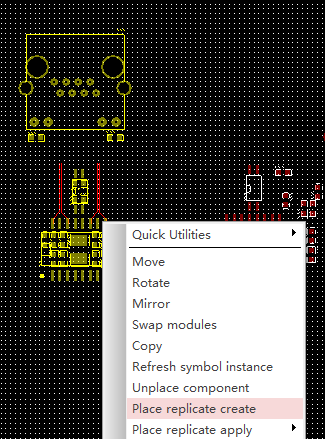 Quick Utilities
Move
Rotate
Mirror
Swap modules
Copy
Refresh symbol instance
Unplace component
Place replicate create
Place replicate apply